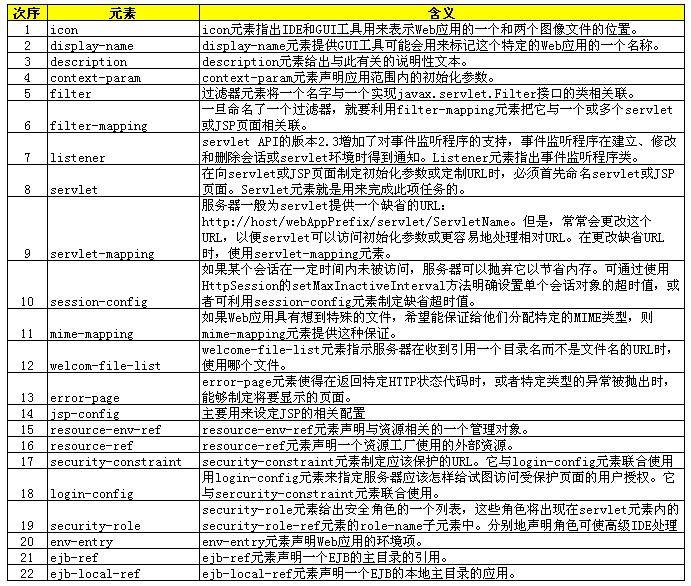 次序 元素 含义
1 icon icon元素指出IDE和GUI工具用来表示Web应用的一个和两个图像文件的位置。
2 display-name display-name元素提供GUI工具可能会用来标记这个特定的Web应用的一个名称。
3 description description元素给出与此有关的说明性文本。
4 context-param context-param元素声明应用范围内的初始化参数。
5 filter 过滤器元素将一个名字与一个实现javax.servlet.Filter接口的类相关联。
一旦命名了一个过滤器，就要利用filter-mapping元素把它与一个或多个servlet
6 filter-mapping 或JSP页面相关联。
servlet API的版本2.3增加了对事件监听程序的支持，事件监听程序在建立、修改
7 listener 和删除会话或servlet环境时得到通知。Listener元素指出事件监听程序类。
在向servlet或JSP页面制定初始化参数或定制URL时，必须首先命名servlet或JSP
8 servlet 页面。Servlet元素就是用来完成此项任务的。
服务器一般为servlet提供一个缺省的URL：
http://host/webAppPrefix/servlet/ServletName。但是，常常会更改这个
URL，以便servlet可以访问初始化参数或更容易地处理相对URL。在更改缺省URL
9 servlet-mapping 时，使用servlet-mapping元素。
如果某个会话在一定时间内未被访问，服务器可以抛弃它以节省内存。可通过使用
HttpSession的setMaxInactiveInterval方法明确设置单个会话对象的超时值，或
10 session-config 者可利用session-config元素制定缺省超时值。
如果Web应用具有想到特殊的文件，希望能保证给他们分配特定的MIME类型，则
11 mime-mapping mime-mapping元素提供这种保证。
welcome-file-list元素指示服务器在收到引用一个目录名而不是文件名的URL时，
12 welcom-file-list 使用哪个文件。
error-page元素使得在返回特定HTTP状态代码时，或者特定类型的异常被抛出时，
13 error-page 能够制定将要显示的页面。
14 jsp-config 主要用来设定JSP的相关配置
15 resource-env-ref resource-env-ref元素声明与资源相关的一个管理对象。
16 resource-ref resource-ref元素声明一个资源工厂使用的外部资源。
17 security-constraint security-constraint元素制定应该保护的URL。它与login-config元素联合使用
用login-config元素来指定服务器应该怎样给试图访问受保护页面的用户授权。它
18 login-config 与sercurity-constraint元素联合使用。
security-role元素给出安全角色的一个列表，这些角色将出现在servlet元素内的
19 security-role security-role-ref元素的role-name子元素中。分别地声明角色可使高级IDE处理
20 env-entry env-entry元素声明Web应用的环境项。
21 ejb-ref ejb-ref元素声明一个EJB的主目录的引用。
22 ejb-local-ref ejb-local-ref元素声明一个EJB的本地主目录的应用。